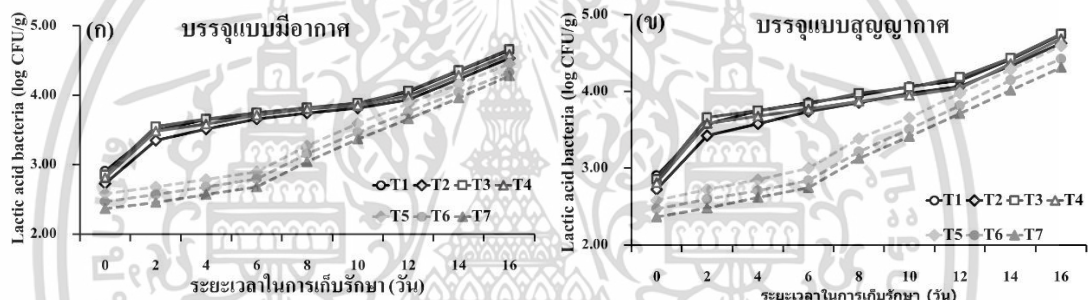 (ก) บรรจุแบบมีอากาศ
Lactic acid bacteria (log CFU/g)
5.00
4.00
3.00
2.00
T1 T2 T3 T4
T5 T6 T7
0 2 4 6 8 10 12 14 16
ระยะเวลาในการเก็บรักษา (วัน)
(ข) บรรจุแบบสุญญากาศ
Lactic acid bacteria (log CFU/g)
5.00
4.00
3.00
2.00
T1 T2 T3 T4
T5 T6 T7
0 2 4 6 8 10 12 14 16
ระยะเวลาในการเก็บรักษา (วัน)